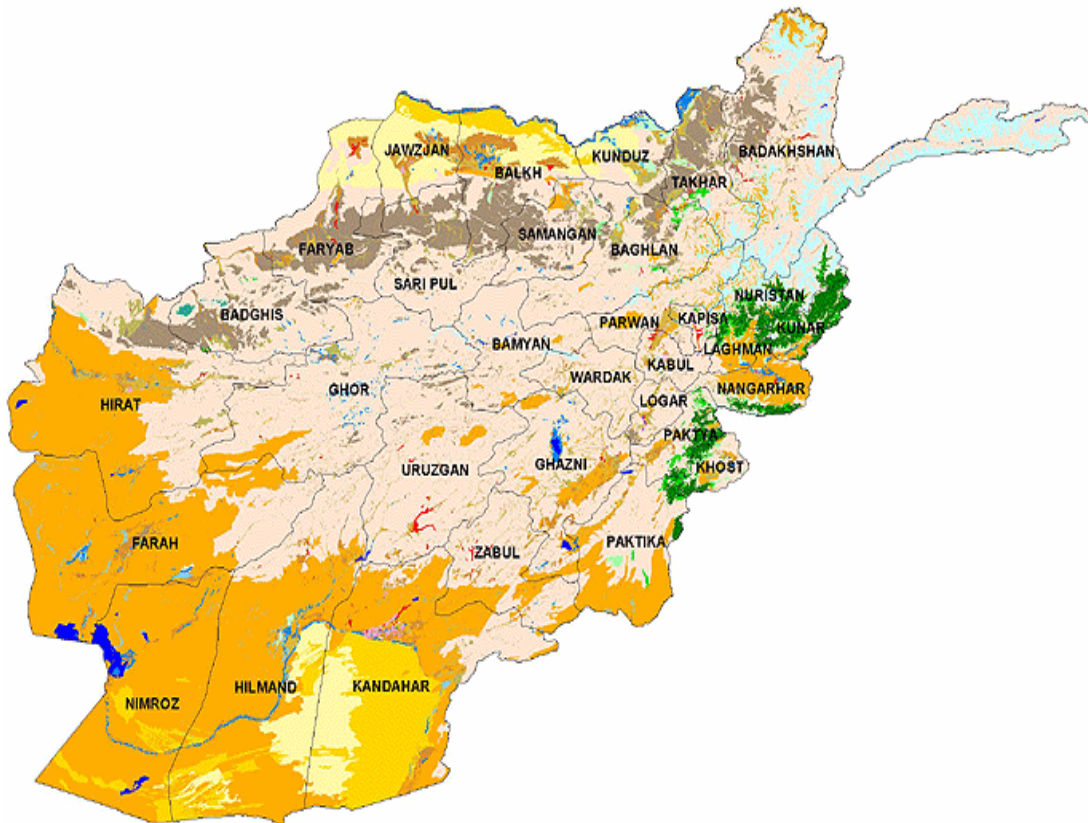 JAWZJAN
BALKH
KUNDUZ
BADAKHSHAN
TAKHAR
FARYAB
SAMANGAN
BAGHLAN
SARI PUL
NURISTAN
BADGHIS
PARWAN
KAPISA
KUNAR
BAMYAN
LAGHMAN
KABUL
WARDAK
NANGARHAR
GHOR
HIRAT
LOGAR
PAKTYA
URUZGAN
GHAZNI
KHOST
FARAH
ZABUL
PAKTIKA
NIMROZ
HILMAND
KANDAHAR